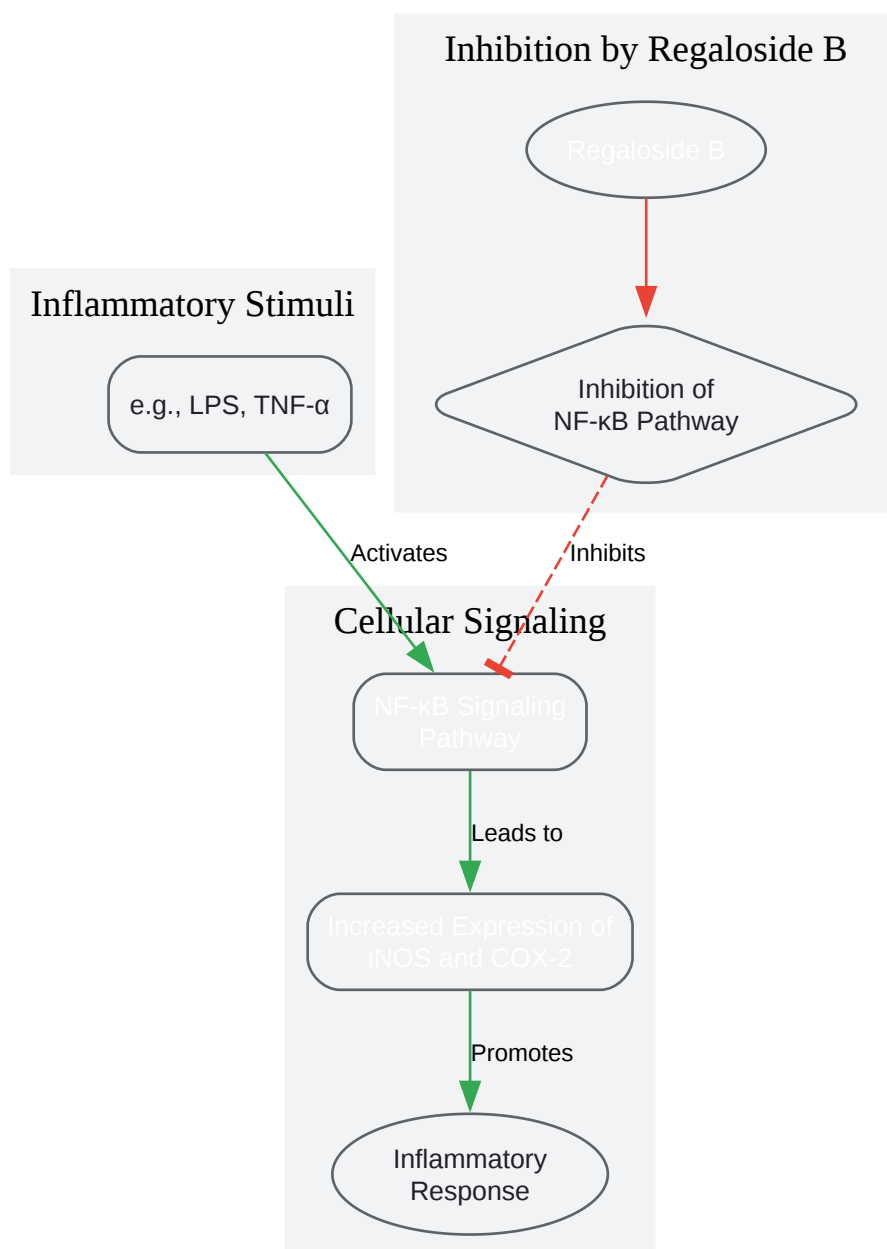 Inhibition by Regaloside B
Regaloside B
Inflammatory Stimuli
e.g., LPS, TNF-α
Inhibition of
NF-κB Pathway
Activates
Inhibits
Cellular Signaling
NF-κB Signaling
Pathway
Leads to
Increased Expression of
iNOS and COX-2
Promotes
Inflammatory
Response